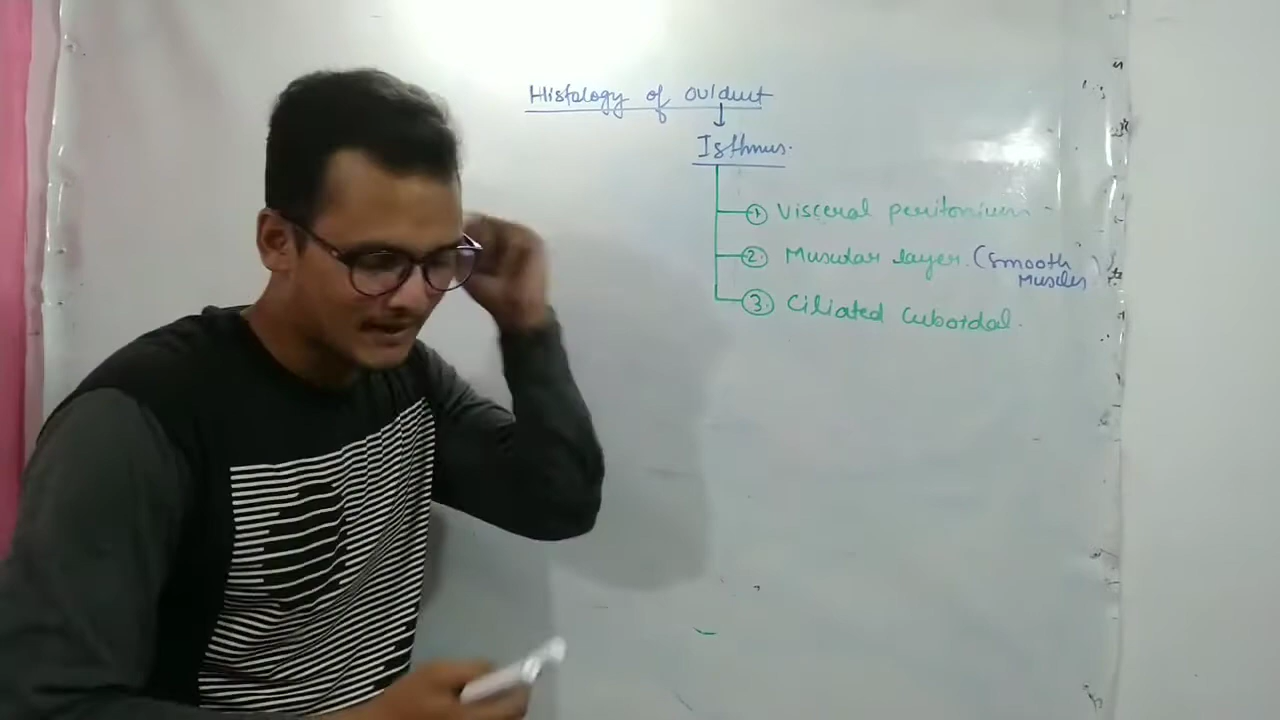 Histology of oviduct
Isthmus.
1. Visceral peritonium
2. Muscular layer. (smooth Muscles)
3. Ciliated cuboidal.